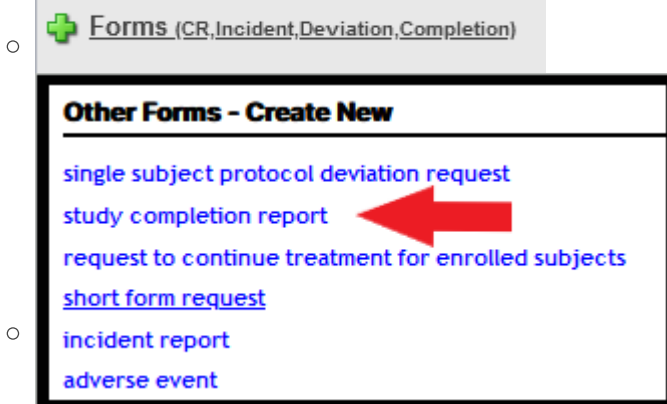 Forms (CR,Incident,Deviation,Completion)
Other Forms - Create New
single subject protocol deviation request
study completion report
request to continue treatment for enrolled subjects
short form request
incident report
adverse event